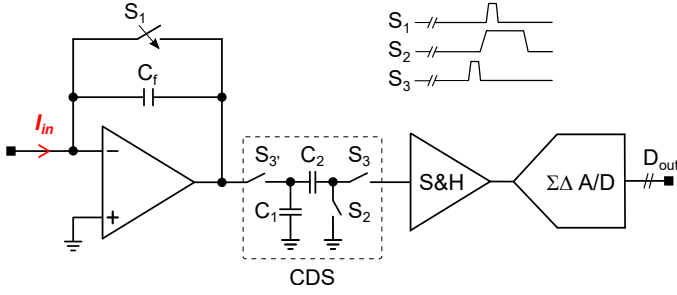 S1
Cf
Iin
−
+
S3'
C2
S3
C1
S2
CDS
S1
S2
S3
S&H
ΣΔ A/D
Dout